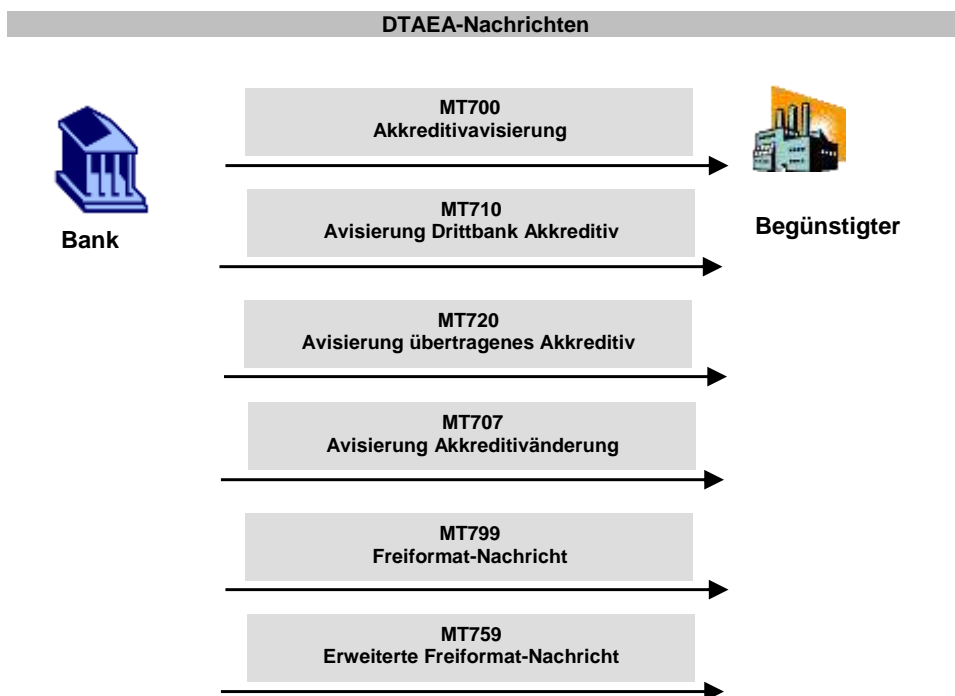 DTAEA-Nachrichten
MT700
Akkreditivavisierung
MT710
Avisierung Drittbank Akkreditiv
Bank
Begünstigter
MT720
Avisierung übertragenes Akkreditiv
MT707
Avisierung Akkreditivänderung
MT799
Freiformat-Nachricht
MT759
Erweiterte Freiformat-Nachricht